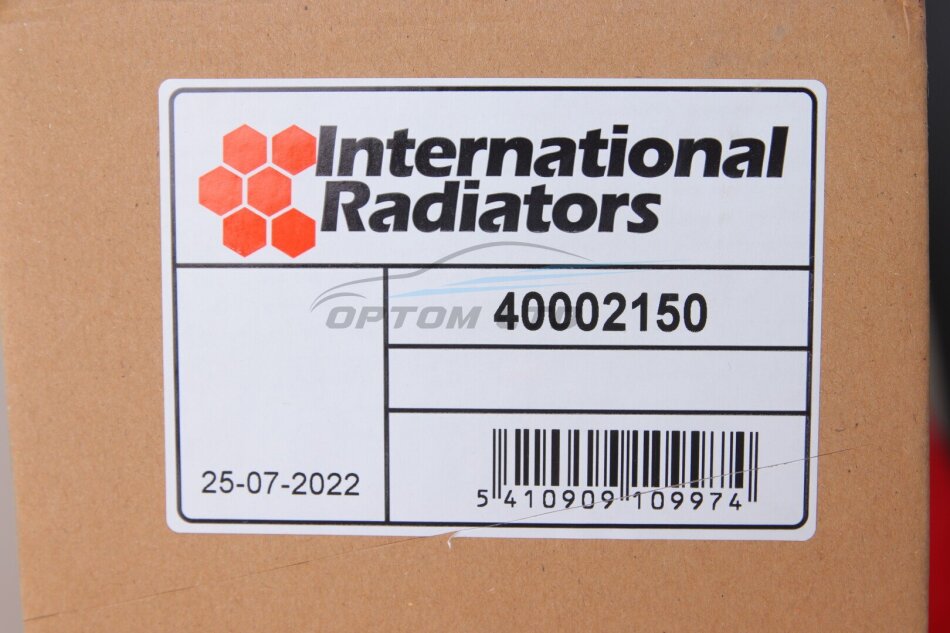 International
Radiators
40002150
OPTOM
25-07-2022
5 410909 109974